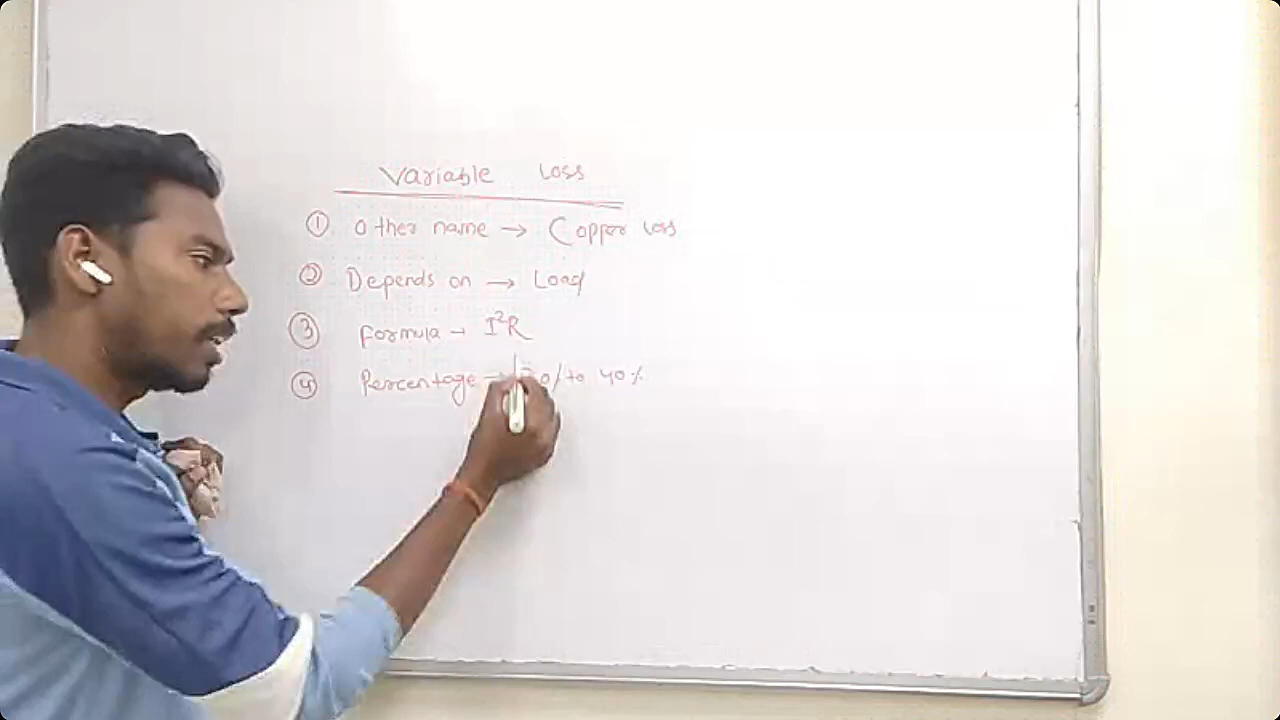 Variable Loss
① Other name → Copper loss
② Depends on → Load
③ Formula → I²R
④ Percentage → to 40%